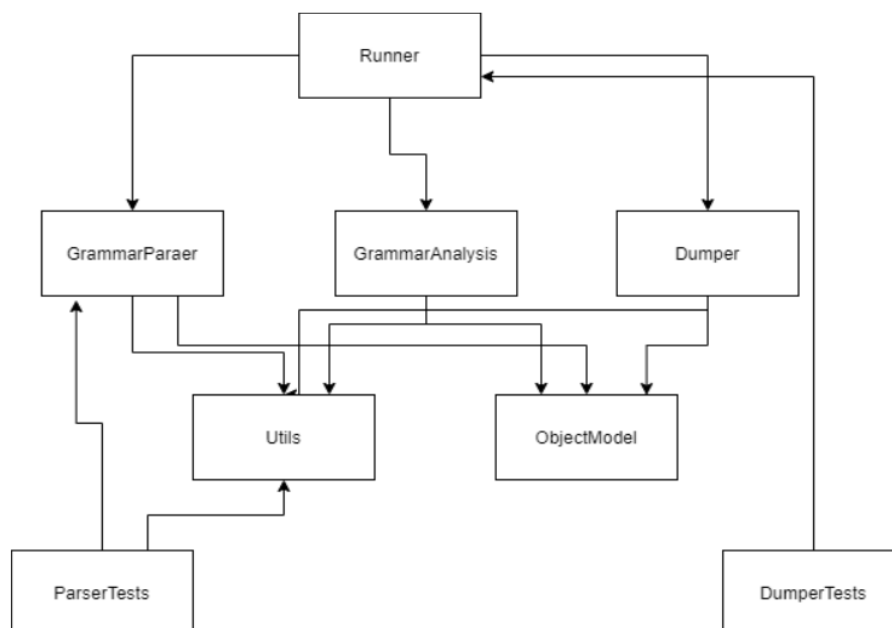 Runner
GrammarParaer
GrammarAnalysis
Dumper
Utils
ObjectModel
ParserTests
DumperTests